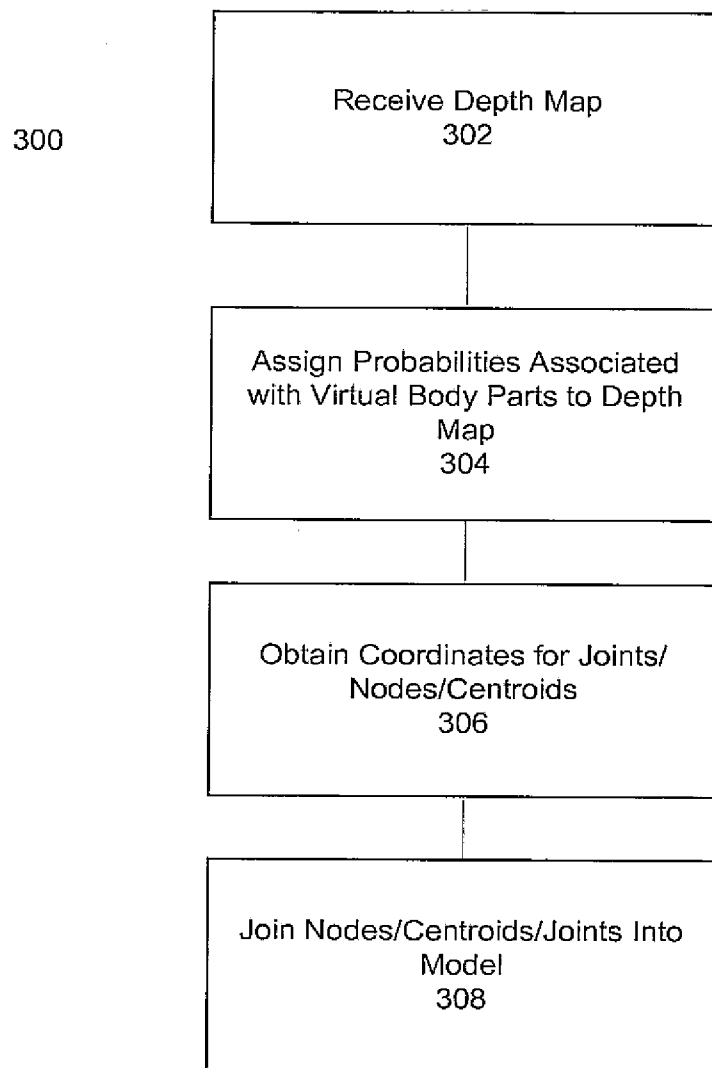 300
Receive Depth Map
302
Assign Probabilities Associated
with Virtual Body Parts to Depth
Map
304
Obtain Coordinates for Joints/
Nodes/Centroids
306
Join Nodes/Centroids/Joints Into
Model
308